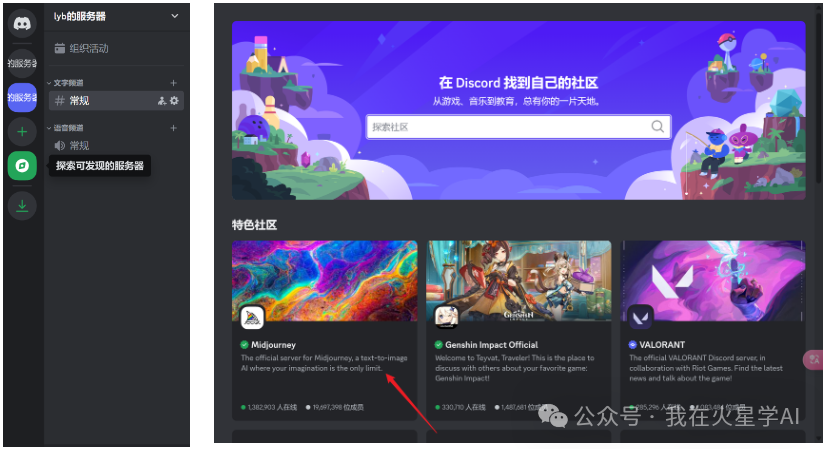 lyb的服务器
组织活动
的服务器
的服务器
文字频道
常规
语音频道
常规
探索可发现的服务器
在 Discord 找到自己的社区
从游戏、音乐到教育，总有你的一片天地。
探索社区
特色社区
Midjourney
The official server for Midjourney, a text-to-image
AI where your imagination is the only limit.
1,382,903 人在线 19,697,398 位成员
Genshin Impact Official
Welcome to Teyvat, Traveler! This is the place to
discuss with others about your favorite game:
Genshin Impact!
330,710 人在线 1,487,681 位成员
VALORANT
The official VALORANT Discord server, in
collaboration with Riot Games. Find the latest
news and talk about the game!
人在线 位成员
公众号 · 我在火星学AI